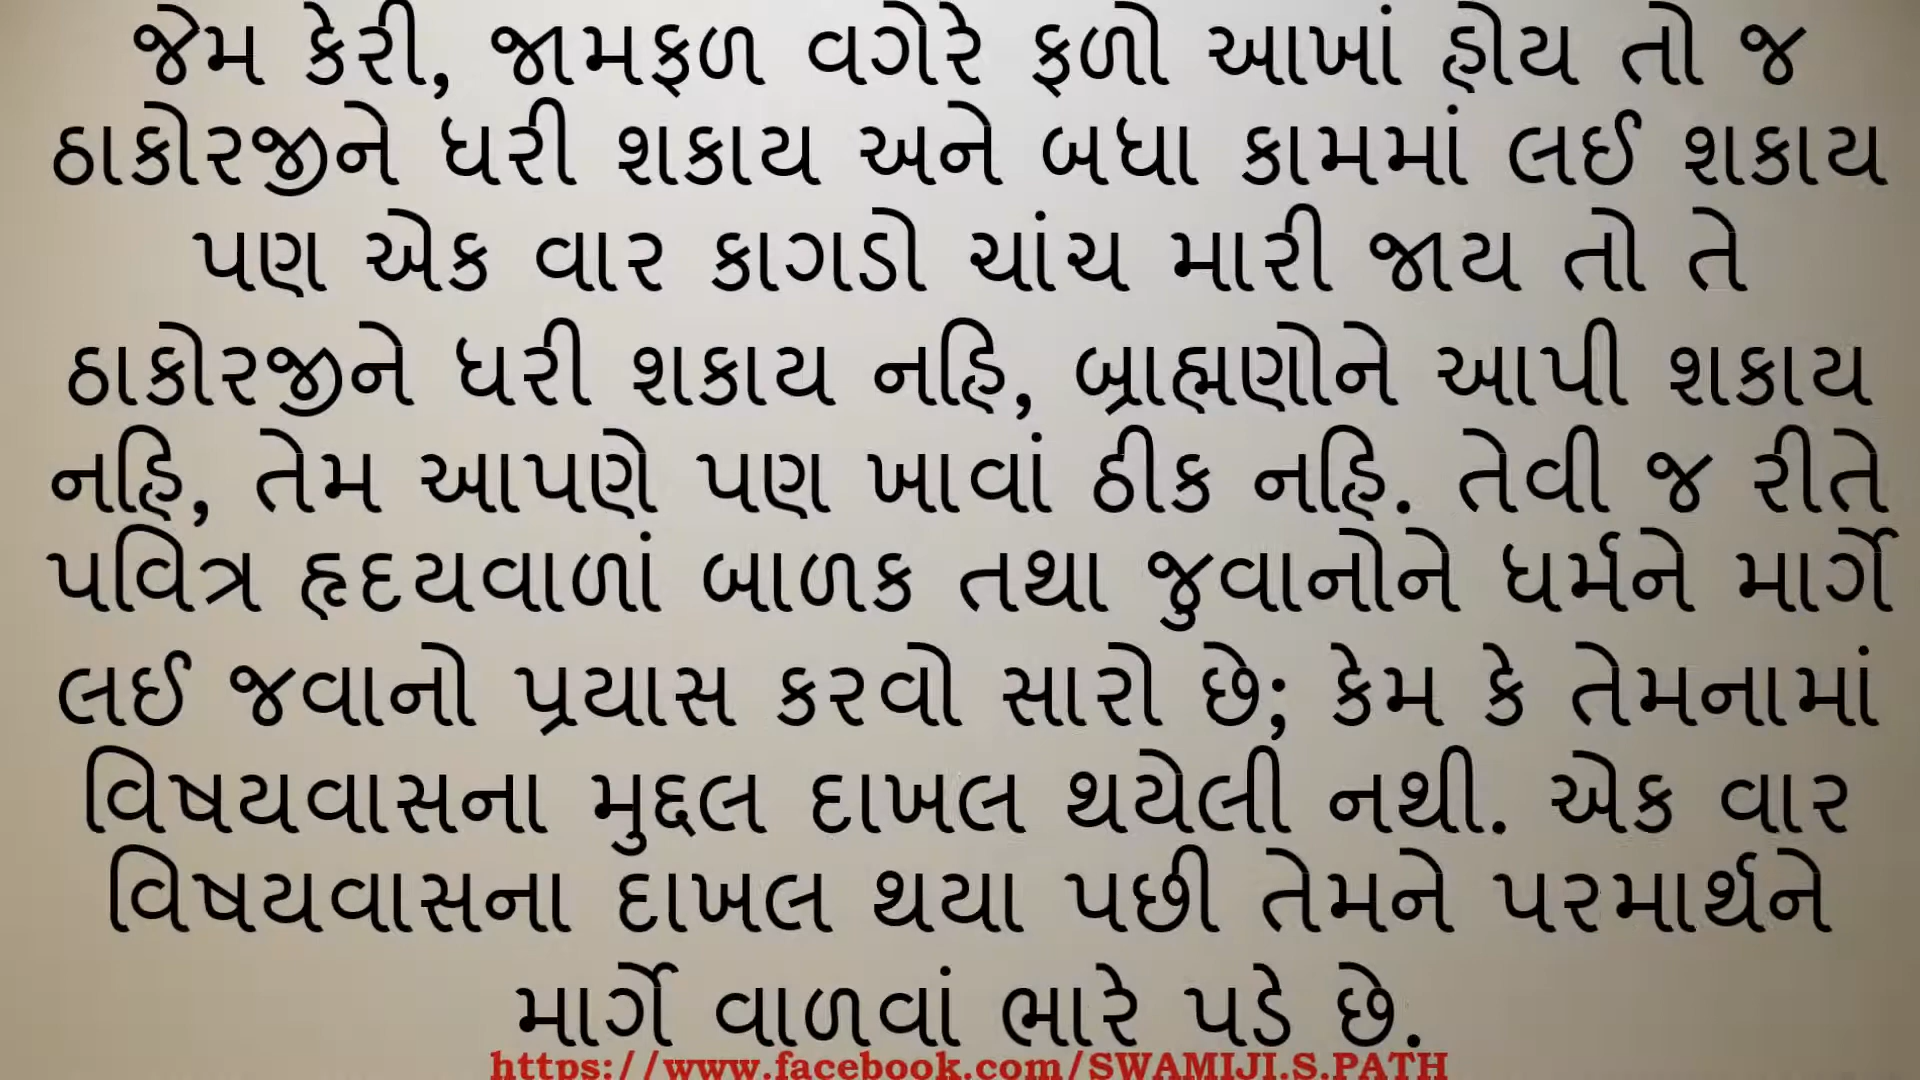 જેમ કેરી, જામફળ વગેરે ફળો આખાં હોય તો જ
ઠાકોરજીને ધરી શકાય અને બધા કામમાં લઈ શકાય
પણ એક વાર કાગડો ચાંચ મારી જાય તો તે
ઠાકોરજીને ધરી શકાય નહિ, બ્રાહ્મણોને આપી શકાય
નહિ, તેમ આપણે પણ ખાવાં ઠીક નહિ. તેવી જ રીતે
પવિત્ર હૃદયવાળાં બાળક તથા જુવાનોને ધર્મને માર્ગે
લઈ જવાનો પ્રયાસ કરવો સારો છે; કેમ કે તેમનામાં
વિષયવાસના મુદ્દલ દાખલ થયેલી નથી. એક વાર
વિષયવાસના દાખલ થયા પછી તેમને પરમાર્થને
માર્ગે વાળવાં ભારે પડે છે.
https://www.facebook.com/SWAMIJI.S.PATH